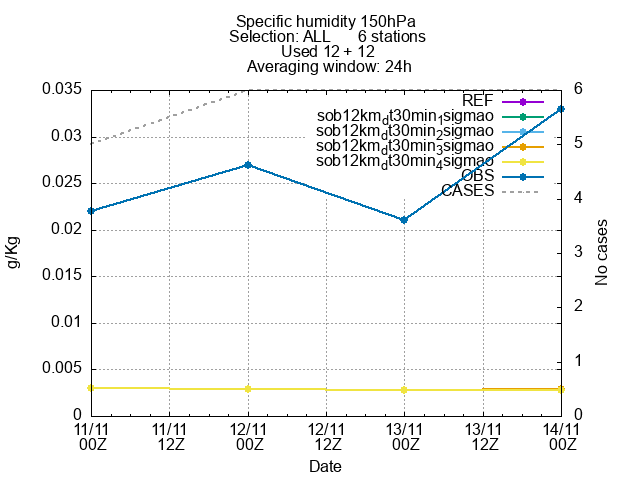 Specific humidity 150hPa
Selection: ALL 6 stations
Used 12 + 12
Averaging window: 24h
REF
sob12km_dt30min_1sigmao
sob12km_dt30min_2sigmao
sob12km_dt30min_3sigmao
sob12km_dt30min_4sigmao
OBS
CASES
0.035
0.03
0.025
0.02
0.015
0.01
0.005
0
g/Kg
6
5
4
3
2
1
0
No cases
11/11 00Z
11/11 12Z
12/11 00Z
12/11 12Z
13/11 00Z
13/11 12Z
14/11 00Z
Date